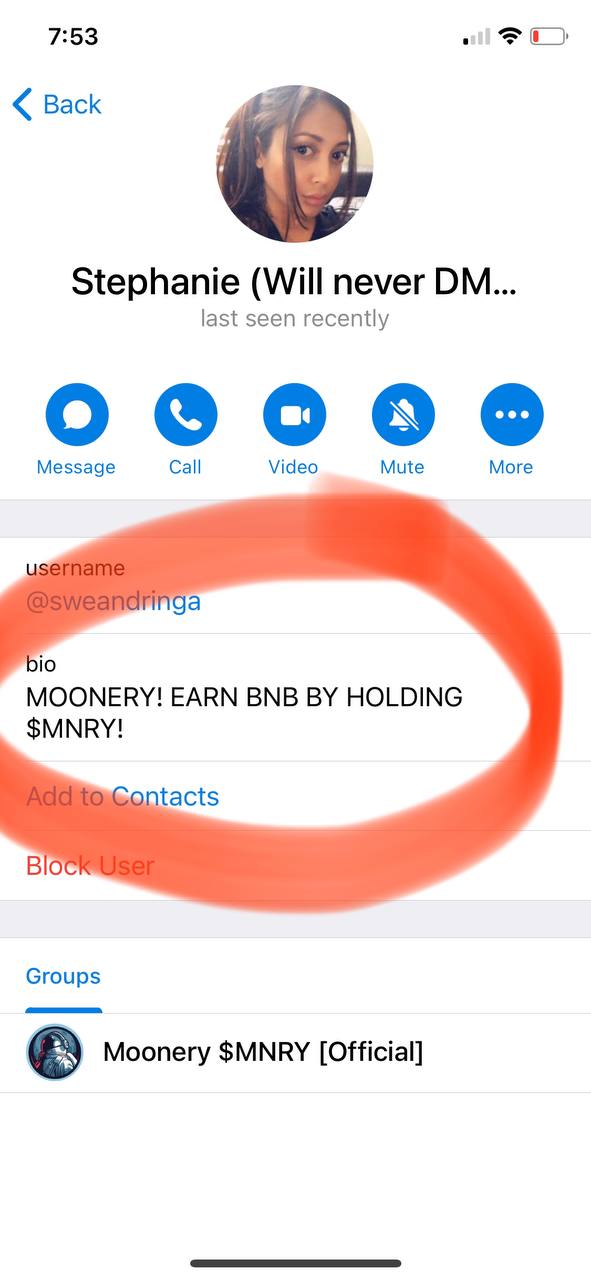 7:53
Back
Stephanie (Will never DM...
last seen recently
Message Call Video Mute More
username
@sweandringa
bio
MOONERY! EARN BNB BY HOLDING
$MNRY!
Add to Contacts
Block User
Groups
Moonery $MNRY [Official]